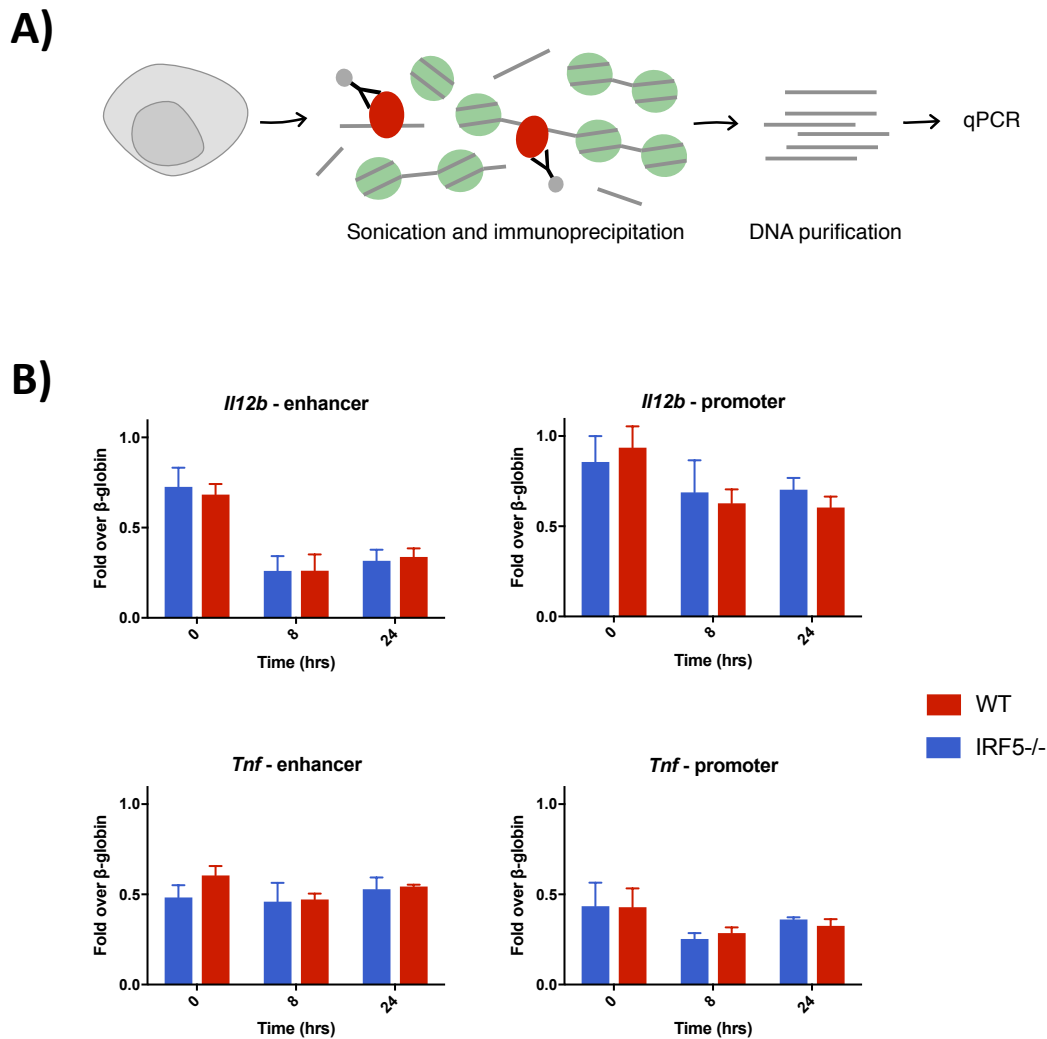 A)
qPCR
Sonication and immunoprecipitation
DNA purification
B)
Il12b - enhancer
Fold over β-globin
1.0
0.5
0.0
0
8
24
Time (hrs)
Il12b - promoter
Fold over β-globin
1.0
0.5
0.0
0
8
24
Time (hrs)
WT
IRF5-/-
Tnf - enhancer
Fold over β-globin
1.0
0.5
0.0
0
8
24
Time (hrs)
Tnf - promoter
Fold over β-globin
1.0
0.5
0.0
0
8
24
Time (hrs)